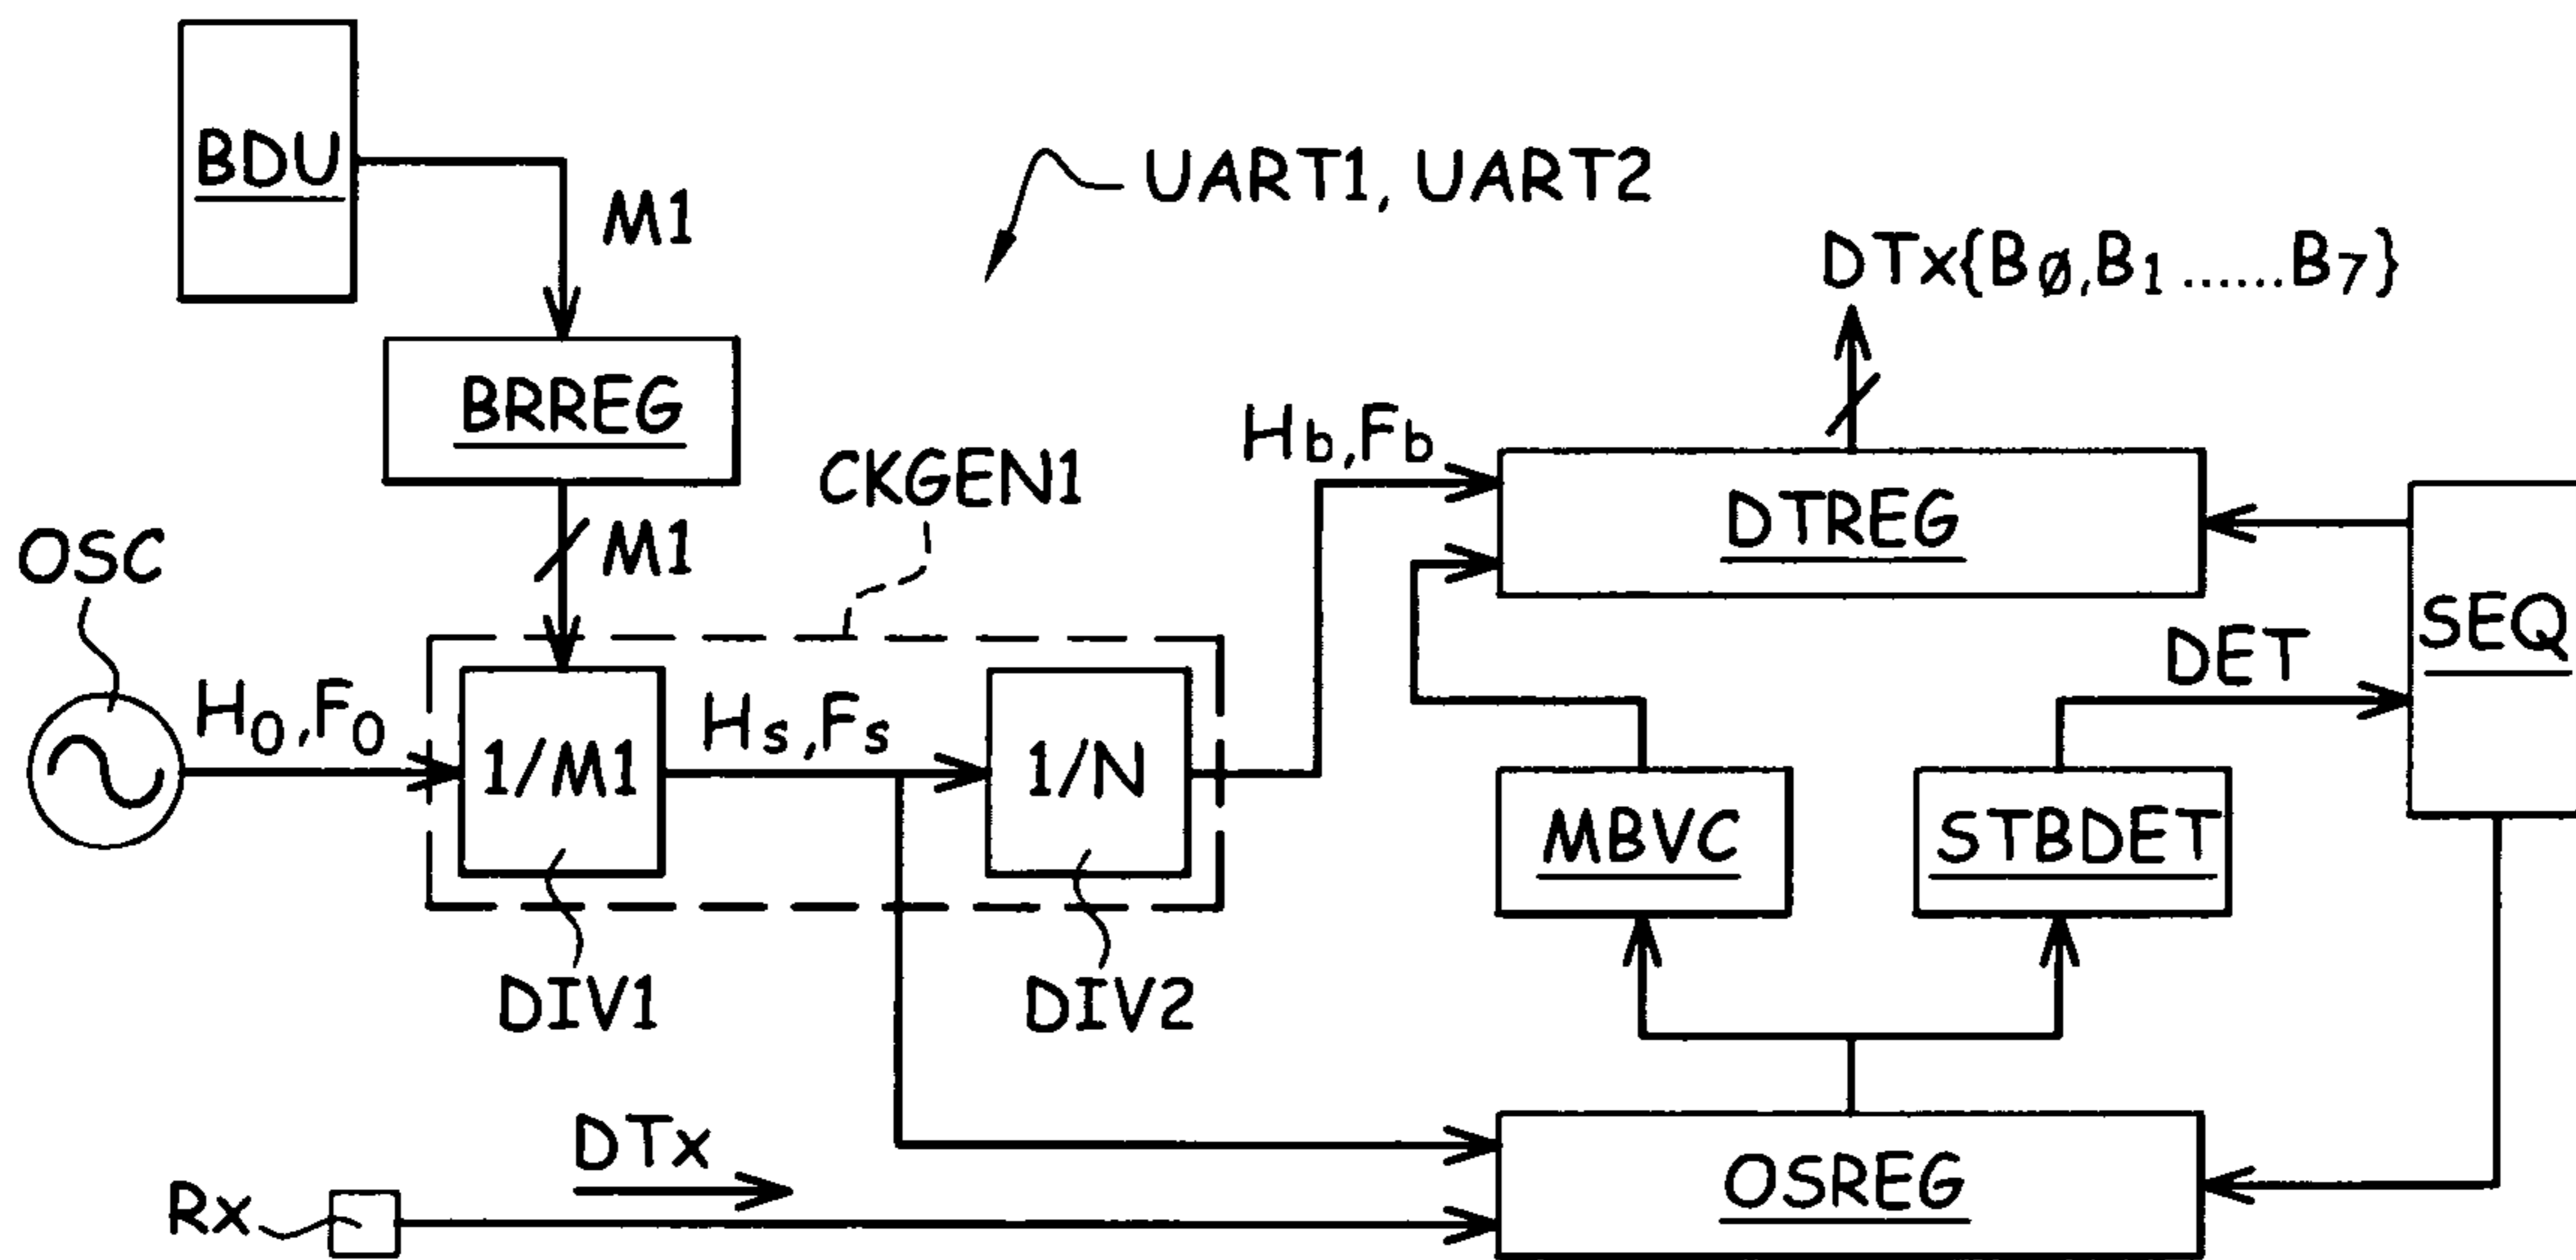 BDU
M1
UART1, UART2
DTx{Bø,B1......B7}
BRREG
Hb,Fb
CKGEN1
M1
DTREG
OSC
SEQ
DET
H0,F0
Hs,Fs
1/M1
1/N
MBVC
STBDET
DIV1
DIV2
DTx
OSREG
Rx